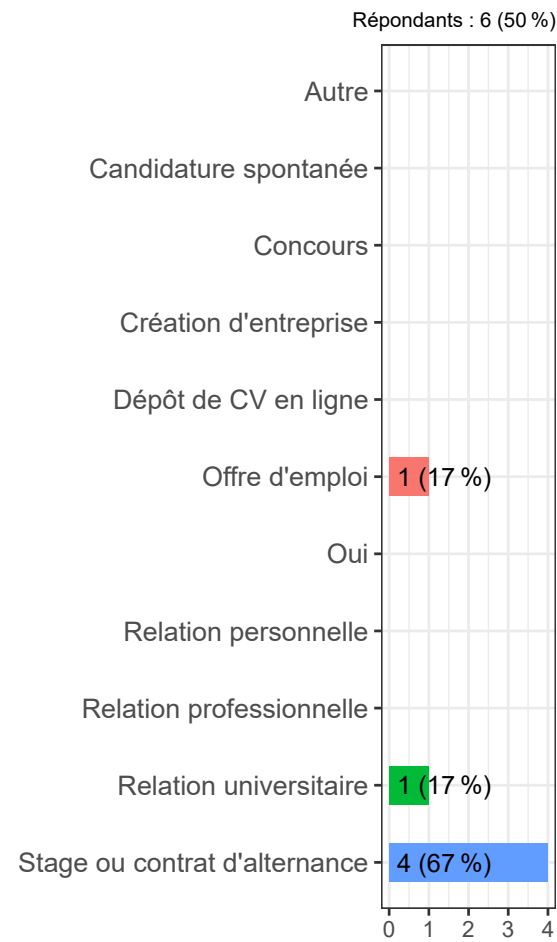 Répondants : 6 (50 %)
Autre
Candidature spontanée
Concours
Création d'entreprise
Dépôt de CV en ligne
Offre d'emploi 1 (17 %)
Oui
Relation personnelle
Relation professionnelle
Relation universitaire 1 (17 %)
Stage ou contrat d'alternance 4 (67 %)
0 1 2 3 4